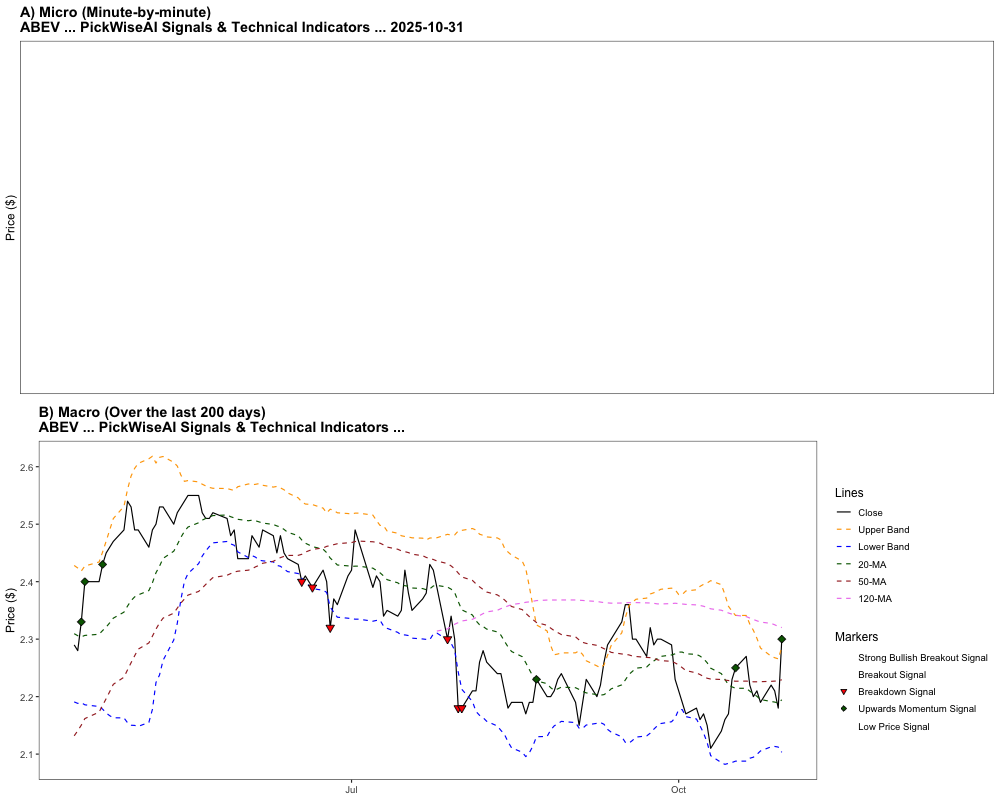 A) Micro (Minute-by-minute)
ABEV ... PickWiseAI Signals & Technical Indicators ... 2025-10-31
Price ($)
B) Macro (Over the last 200 days)
ABEV ... PickWiseAI Signals & Technical Indicators ...
Price ($)
2.6
2.5
2.4
2.3
2.2
2.1
Jul
Oct
Lines
Close
Upper Band
Lower Band
20-MA
50-MA
120-MA
Markers
Strong Bullish Breakout Signal
Breakout Signal
Breakdown Signal
Upwards Momentum Signal
Low Price Signal